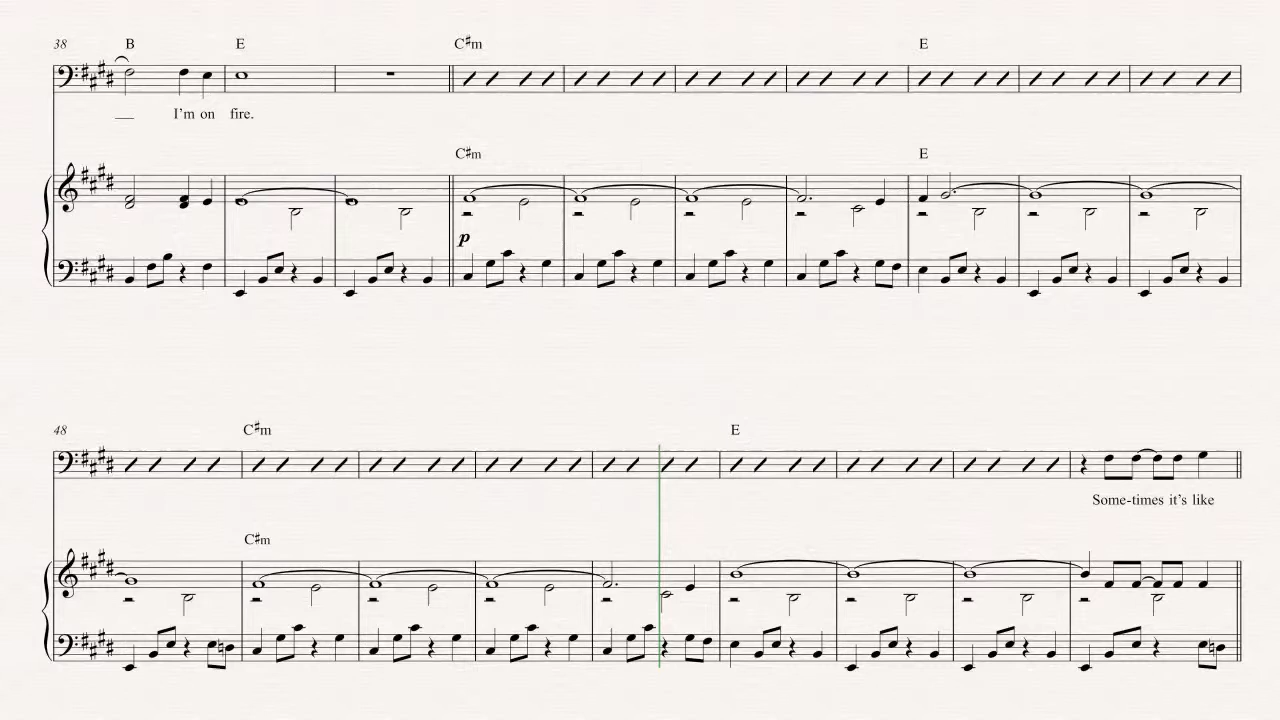 38 B E C♯m E
I'm on fire.
C♯m E
p
48 C♯m E
Some-times it's like
C♯m